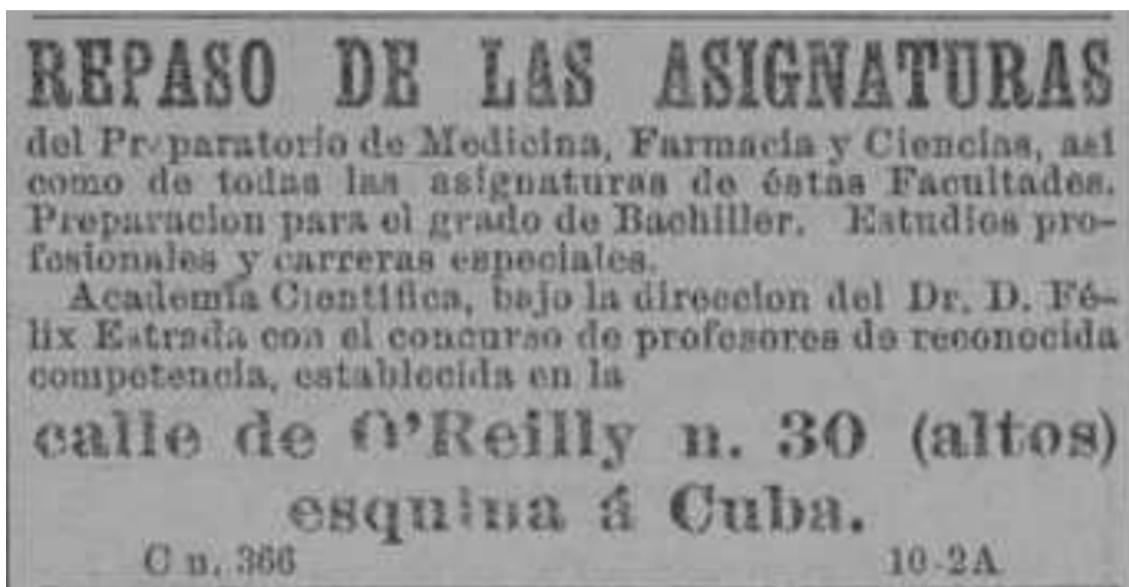 REPASO DE LAS ASIGNATURAS
del Preparatorio de Medicina, Farmacia y Ciencias, así
como de todas las asignaturas de éstas Facultades.
Preparacion para el grado de Bachiller. Estudios pro-
fesionales y carreras especiales.
Academia Científica, bajo la direccion del Dr. D. Fé-
lix Estrada con el concurso de profesores de reconocida
competencia, establecida en la
calle de O'Reilly n. 30 (altos)
esquina á Cuba.
C n. 366 10-2A